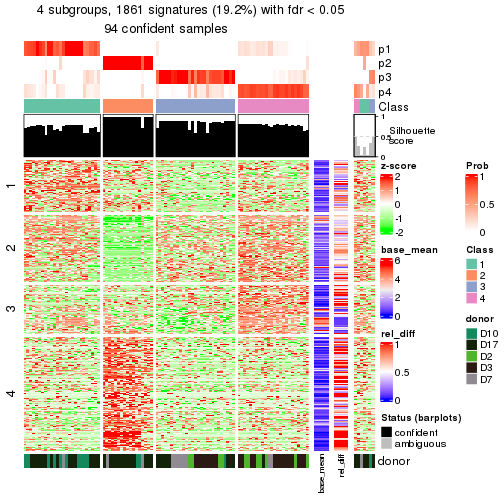 4 subgroups, 1861 signatures (19.2%) with fdr < 0.05
94 confident samples
p1
p2
p3
p4
Class
1
0.5
0
Silhouette
score
1
2
3
4
z-score
2
1
0
-1
-2
base_mean
6
4
2
0
rel_diff
1
0.5
0
Status (barplots)
confident
ambiguous
Prob
1
0.5
0
Class
1
2
3
4
donor
D10
D17
D2
D3
D7
donor
base_mean
rel_diff